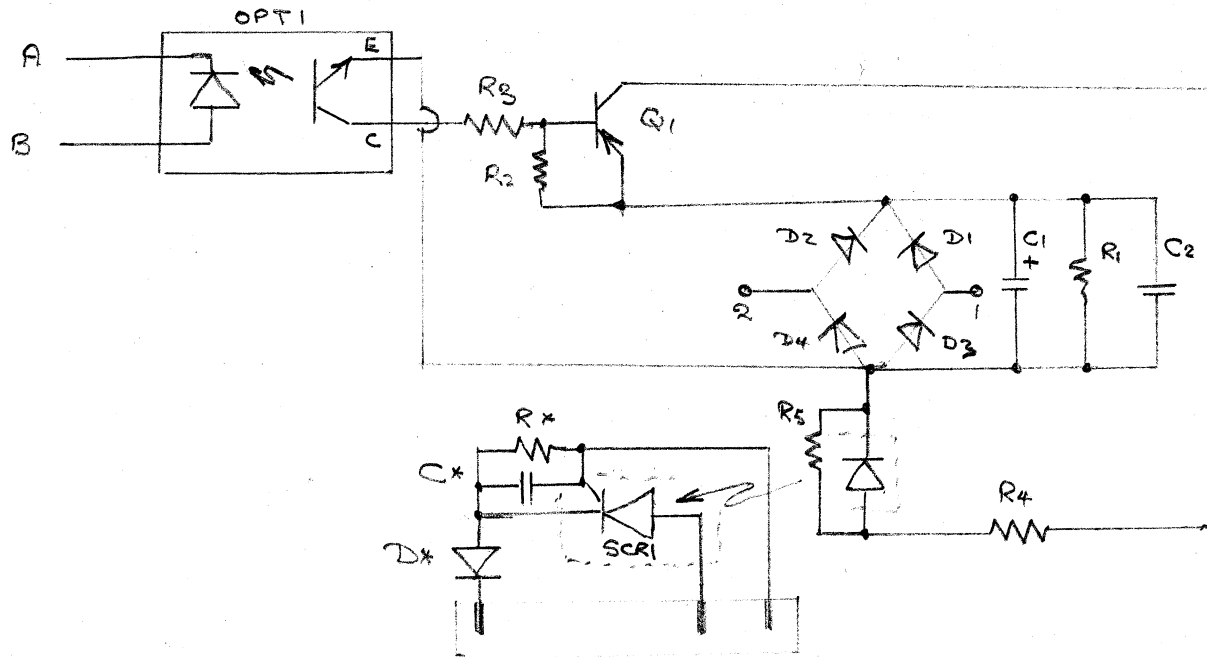 OPT1
A
E
R3
Q1
B
C
R2
D2
D1
C1
+
R1
C2
2
1
D4
D3
R5
R*
C*
R4
SCR1
D*